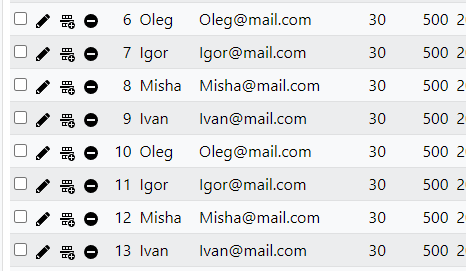 6 Oleg Oleg@mail.com 30 500
7 Igor Igor@mail.com 30 500
8 Misha Misha@mail.com 30 500
9 Ivan Ivan@mail.com 30 500
10 Oleg Oleg@mail.com 30 500
11 Igor Igor@mail.com 30 500
12 Misha Misha@mail.com 30 500
13 Ivan Ivan@mail.com 30 500